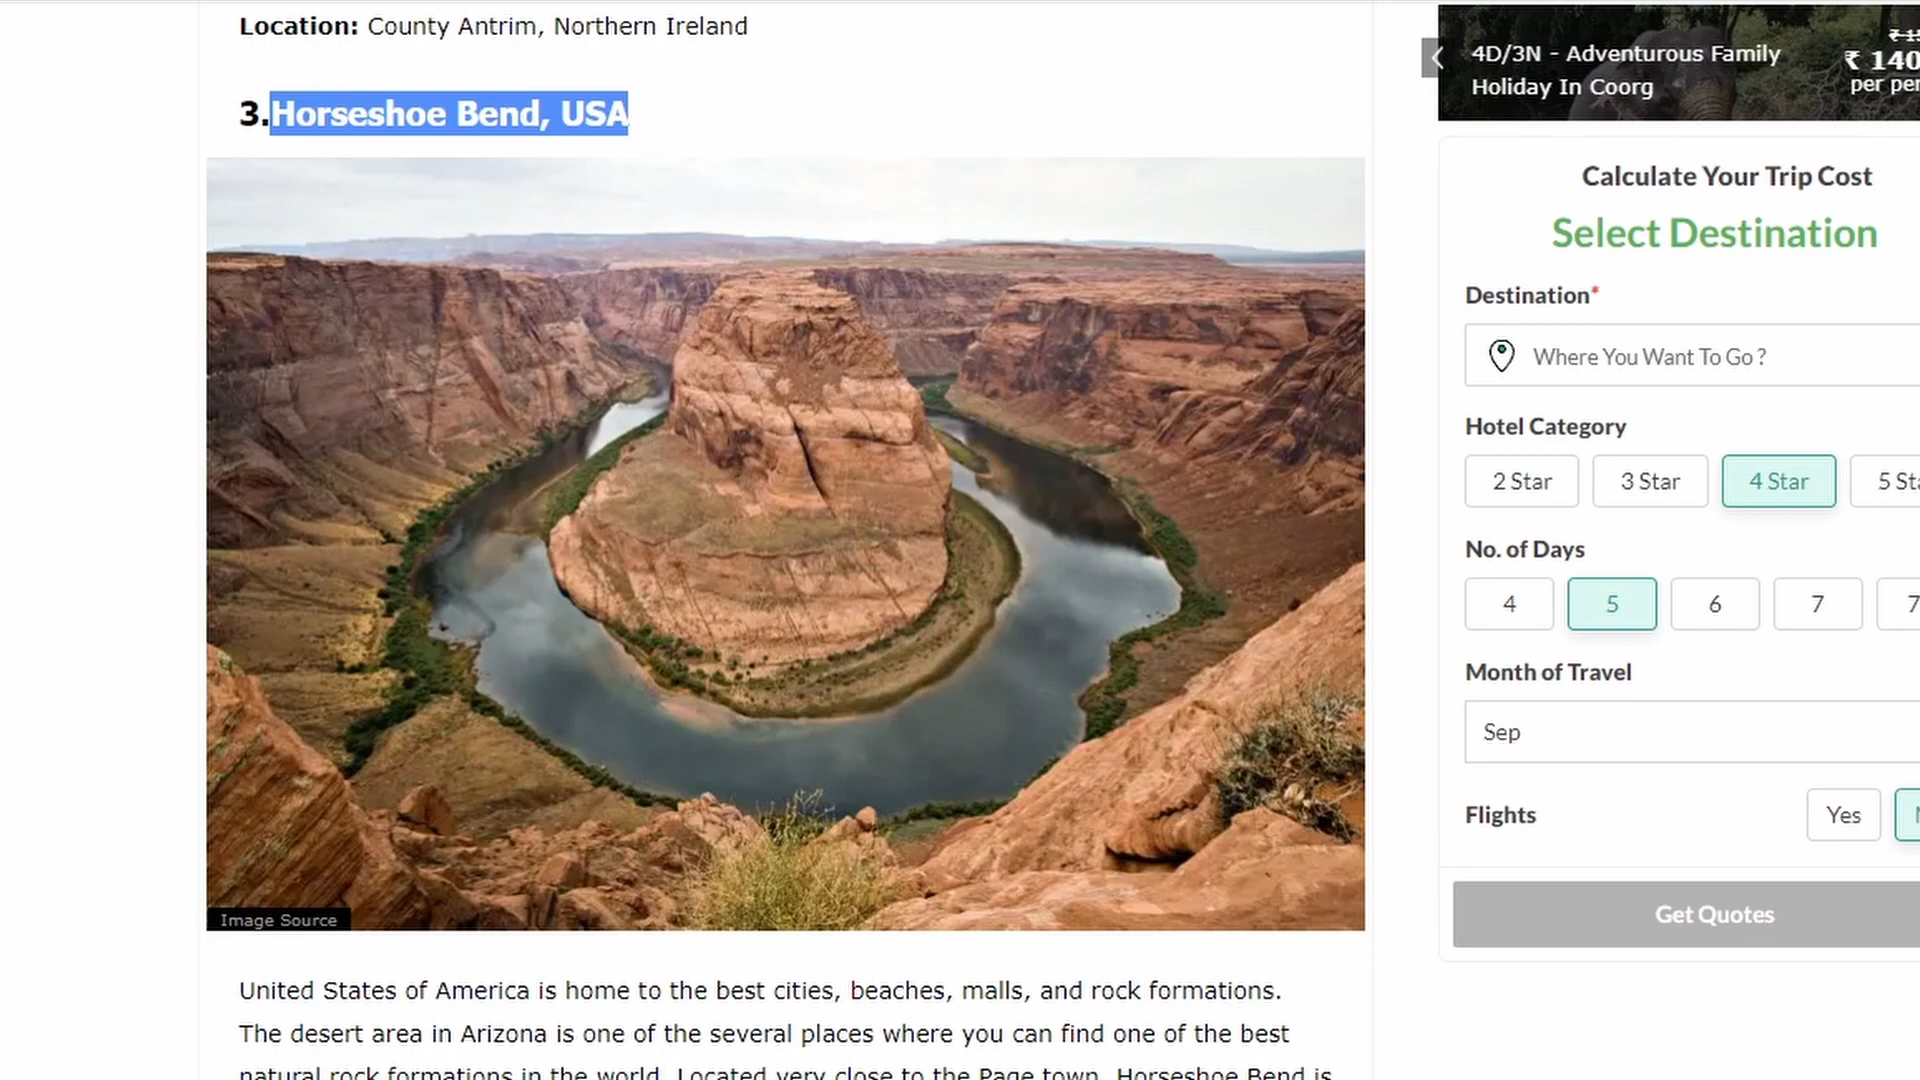 Location: County Antrim, Northern Ireland
3.Horseshoe Bend, USA
Image Source
United States of America is home to the best cities, beaches, malls, and rock formations.
The desert area in Arizona is one of the several places where you can find one of the best
natural rock formations in the world. Located very close to the Page town, Horseshoe Bend is
4D/3N - Adventurous Family
Holiday In Coorg
₹ 140
per per
Calculate Your Trip Cost
Select Destination
Destination*
Where You Want To Go ?
Hotel Category
2 Star 3 Star 4 Star 5 Sta
No. of Days
4 5 6 7 7
Month of Travel
Sep
Flights Yes
Get Quotes